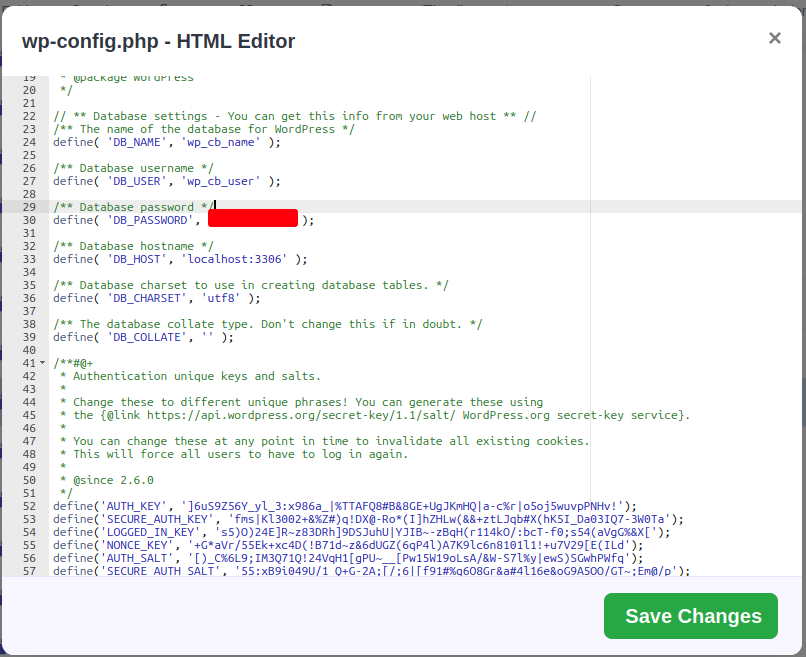 wp-config.php - HTML Editor
×
19 * @package WordPress
20 */
21
22 // ** Database settings - You can get this info from your web host ** //
23 /** The name of the database for WordPress */
24 define( 'DB_NAME', 'wp_cb_name' );
25
26 /** Database username */
27 define( 'DB_USER', 'wp_cb_user' );
28
29 /** Database password */
30 define( 'DB_PASSWORD', );
31
32 /** Database hostname */
33 define( 'DB_HOST', 'localhost:3306' );
34
35 /** Database charset to use in creating database tables. */
36 define( 'DB_CHARSET', 'utf8' );
37
38 /** The database collate type. Don't change this if in doubt. */
39 define( 'DB_COLLATE', '' );
40
41 /**#@+
42 * Authentication unique keys and salts.
43 *
44 * Change these to different unique phrases! You can generate these using
45 * the {@link https://api.wordpress.org/secret-key/1.1/salt/ WordPress.org secret-key service}.
46 *
47 * You can change these at any point in time to invalidate all existing cookies.
48 * This will force all users to have to log in again.
49 *
50 * @since 2.6.0
51 */
52 define('AUTH_KEY', ']6uS9Z56Y_yl_3:x986a_|%TTAFQ8#B&8GE+UgJKmHQ|a-c%r|o5oj5wuvpPNHv!');
53 define('SECURE_AUTH_KEY', 'fms|Kl3002+&%Z#)q!DX@-Ro*(I]hZHLw(&&+ztLJqb#X(hK5I_Da03IQ7-3W0Ta');
54 define('LOGGED_IN_KEY', 's5)O)24E]R~z83DRh]9DSJuhU|YJIB~-zBqH(r114kO/:bcT-f0;s54(aVgG%&X[');
55 define('NONCE_KEY', '+G*aVr/55Ek+xc4D(!B71d~z&6dUGZ(6qP4l)A7K9lc6n8101l1!+u7V29[E(ILd');
56 define('AUTH_SALT', '[)_C%6L9;IM3Q71Q!24VqH1[gPU~__[Pw15W19oLsA/&W-S7l%y|ewS)SGwhPWfq');
57 define('SECURE_AUTH_SALT', '55:xB9i049U/1_Q+G-2A;[/;6|[f91#%g6O8Gr&a#4l16e&oG9A5OO/GT~;Em@/p');
Save Changes